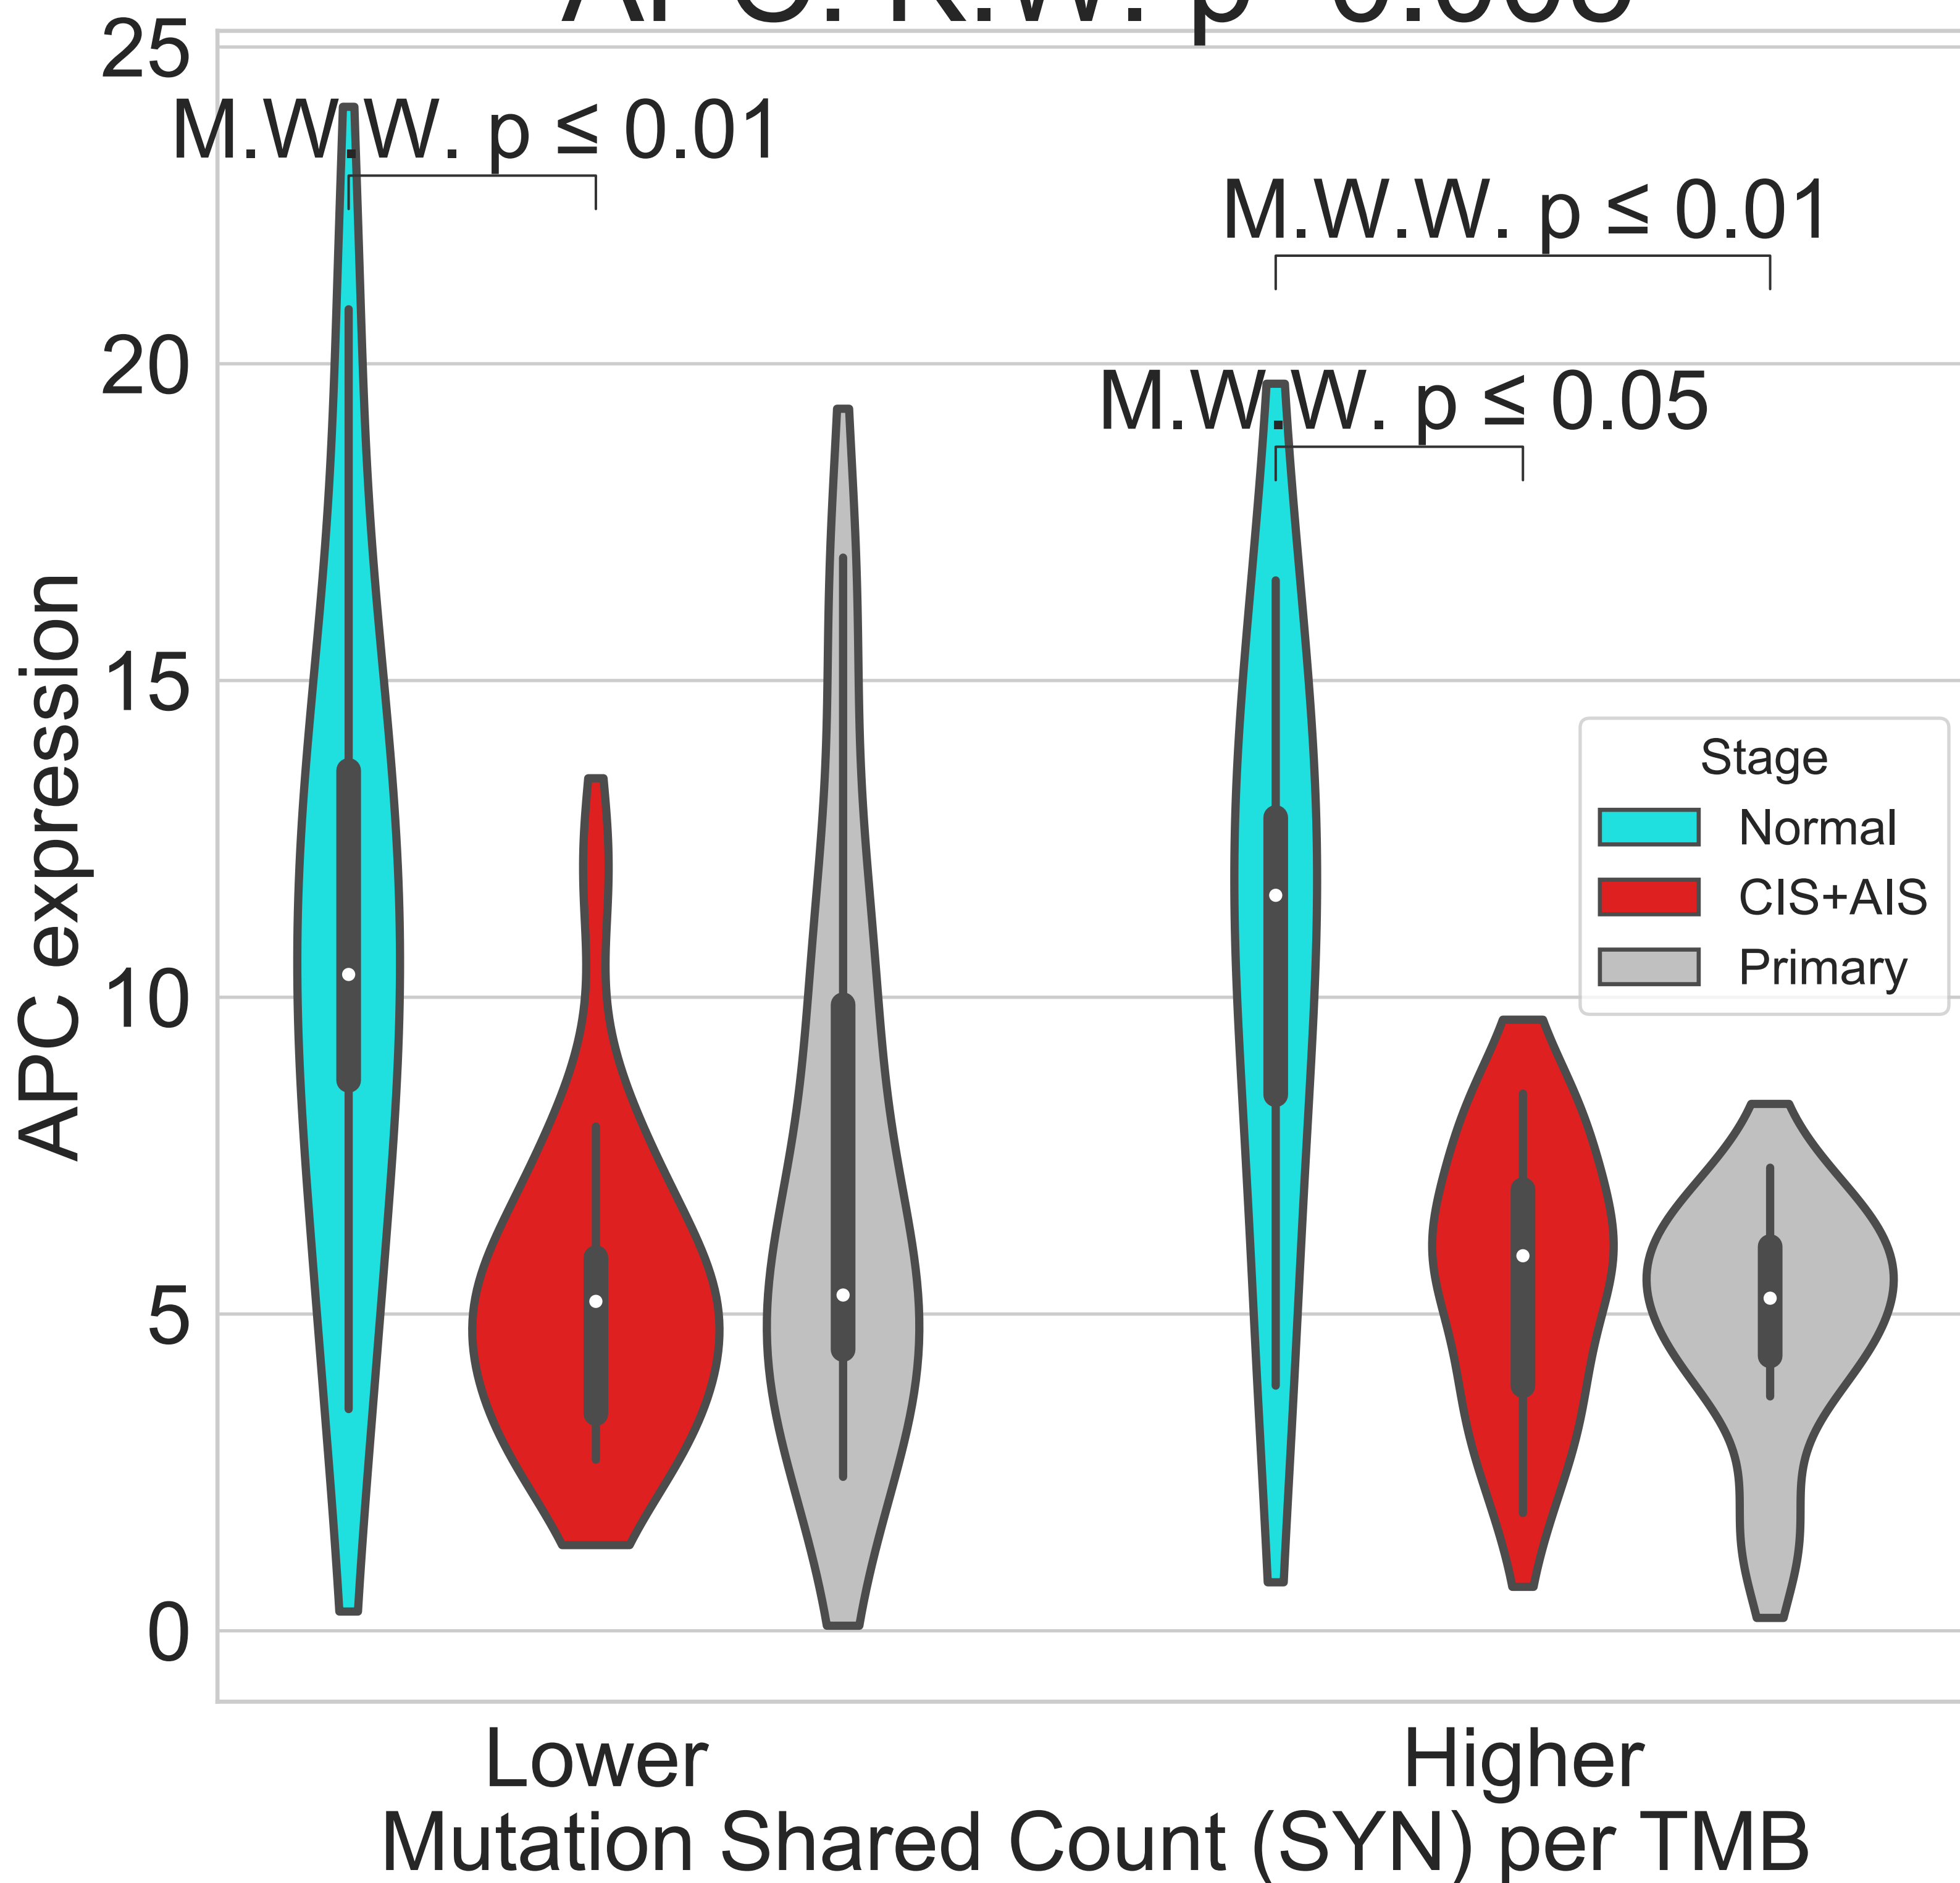 25
M.W.W. p ≤ 0.01
M.W.W. p ≤ 0.01
20
M.W.W. p ≤ 0.05
15
Stage
Normal
CIS+AIS
Primary
APC expression
10
5
0
Lower
Higher
Mutation Shared Count (SYN) per TMB